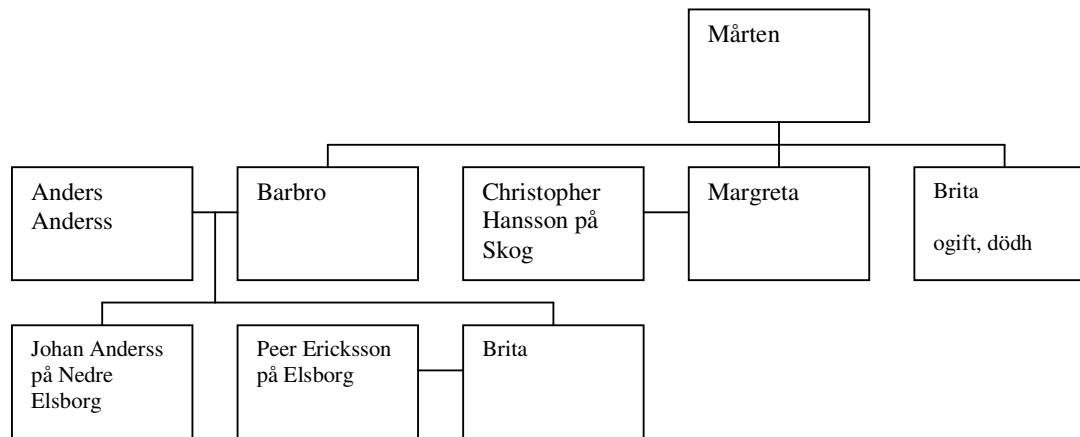 Mårten
Anders
Anderss
Barbro
Christopher
Hansson på
Skog
Margreta
Brita
ogift, dödh
Johan Anderss
på Nedre
Elsborg
Peer Ericksson
på Elsborg
Brita